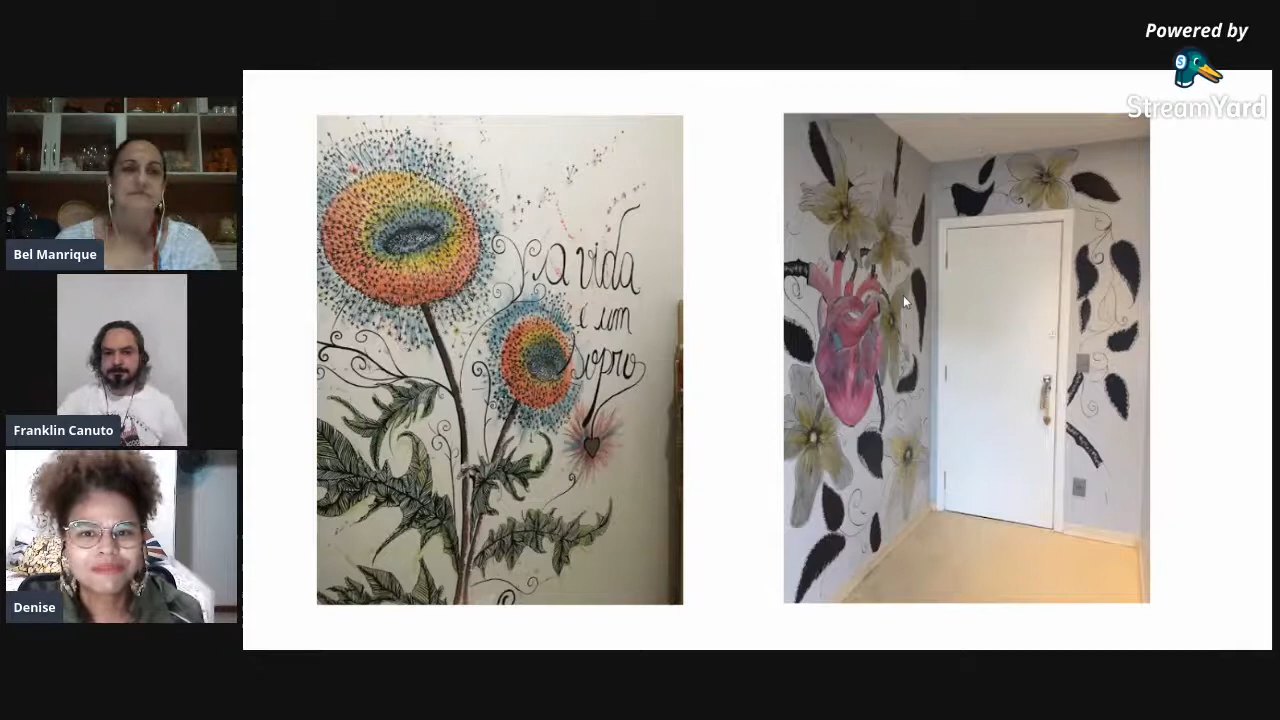 Powered by
StreamYard
Bel Manrique
Franklin Canuto
Denise
a vida
é um
sopro